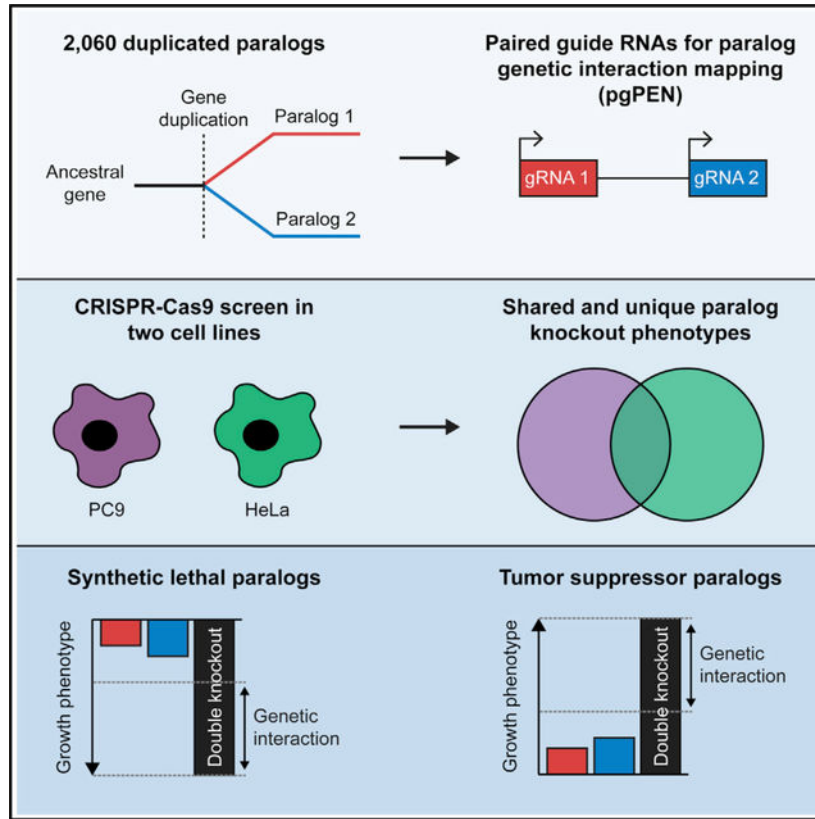 2,060 duplicated paralogs
Gene
duplication
Paralog 1
Ancestral
gene
Paralog 2
Paired guide RNAs for paralog
genetic interaction mapping
(pgPEN)
gRNA 1
gRNA 2
CRISPR-Cas9 screen in
two cell lines
PC9
HeLa
Shared and unique paralog
knockout phenotypes
Synthetic lethal paralogs
Growth phenotype
Double knockout
Genetic
interaction
Tumor suppressor paralogs
Growth phenotype
Double knockout
Genetic
interaction